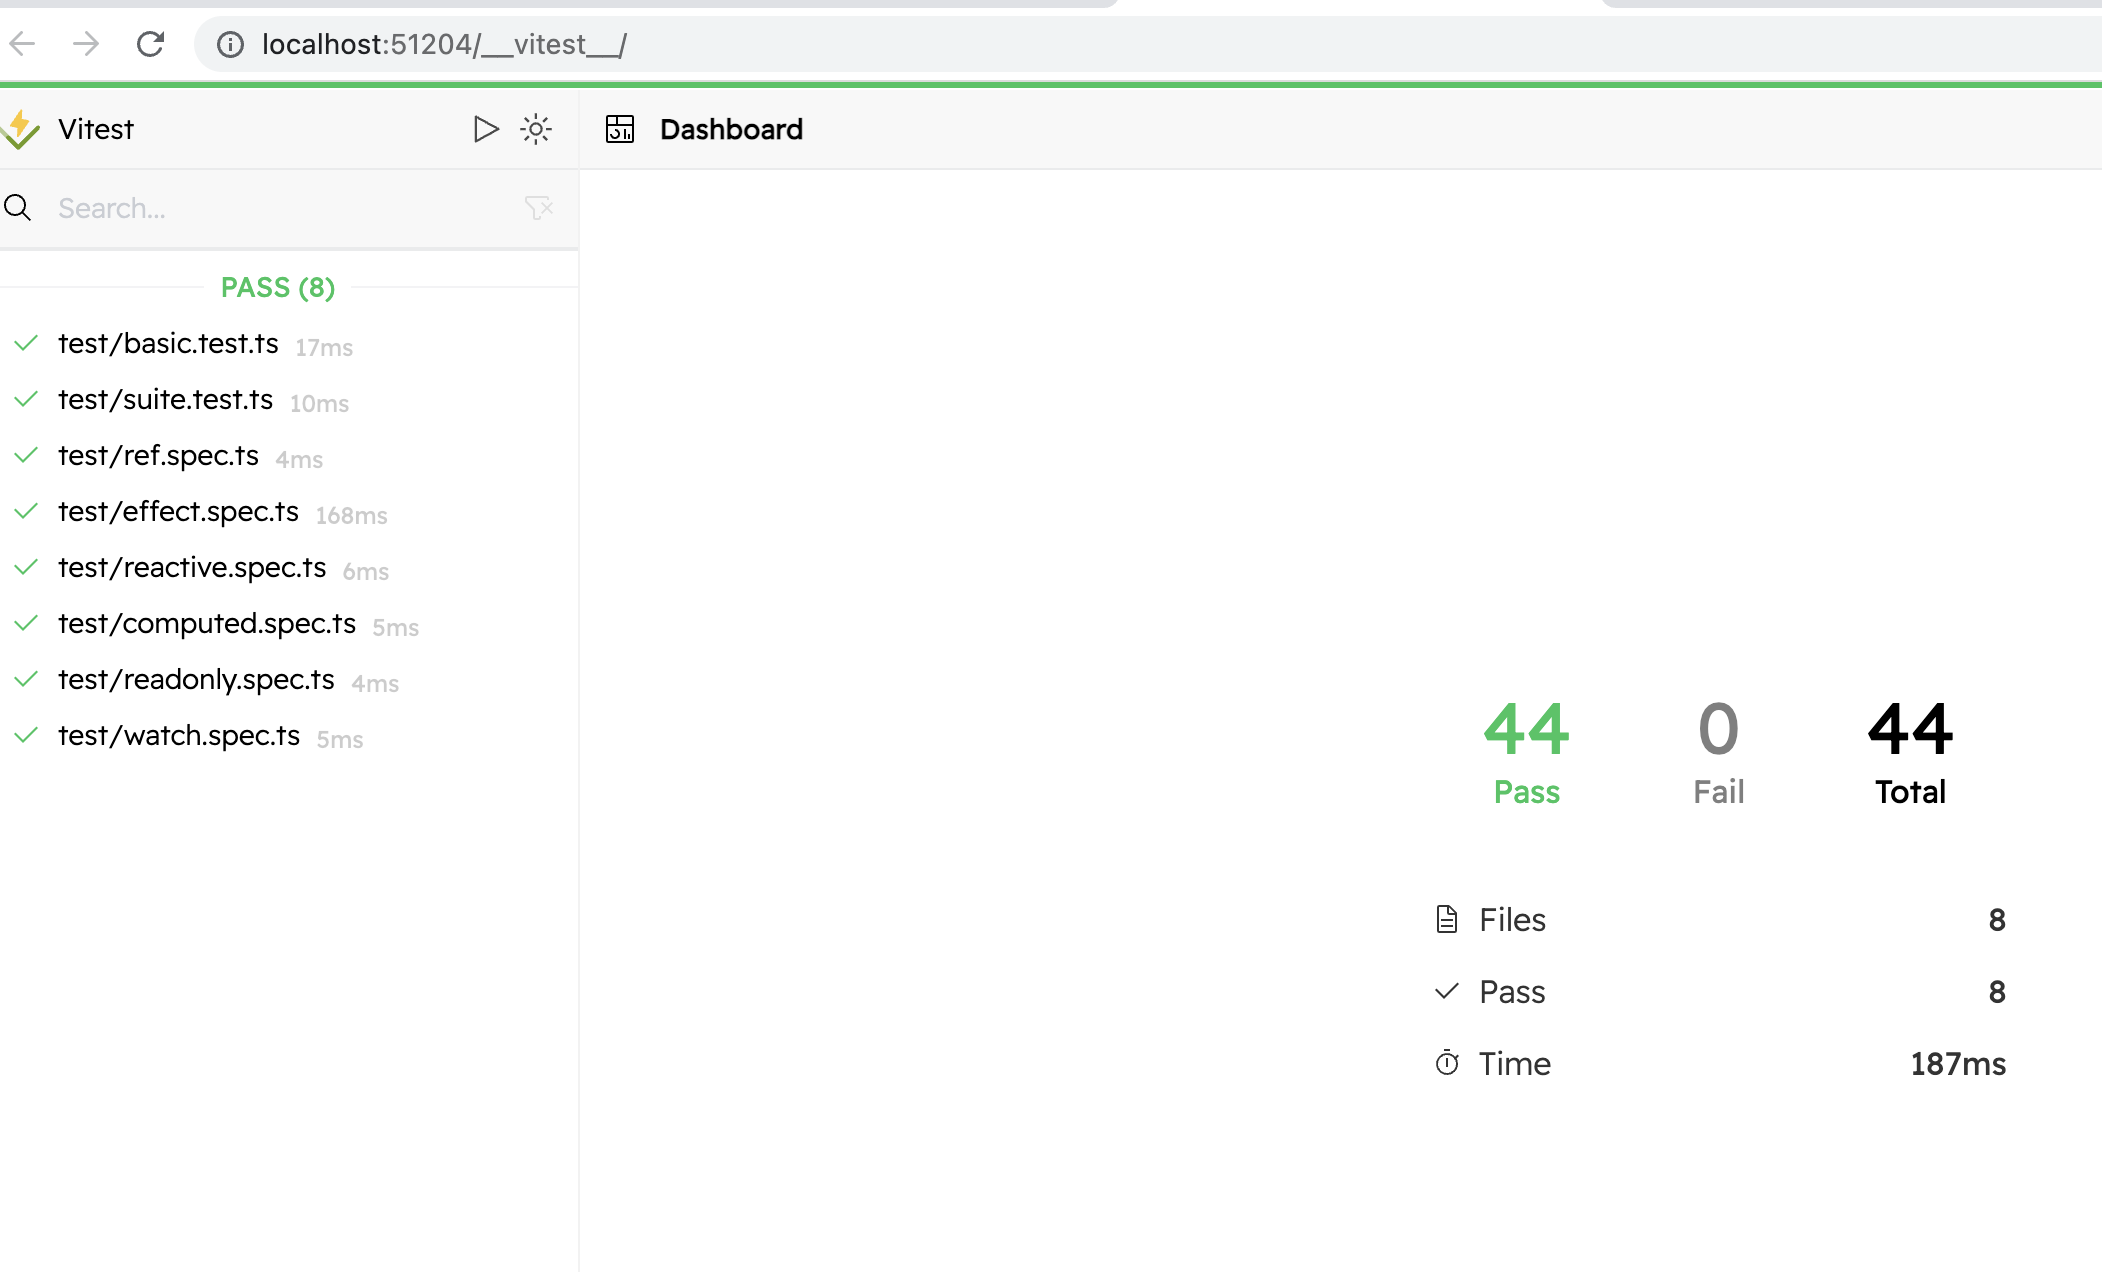 localhost:51204/__vitest__/
Vitest
Dashboard
Search...
PASS (8)
test/basic.test.ts 17ms
test/suite.test.ts 10ms
test/ref.spec.ts 4ms
test/effect.spec.ts 168ms
test/reactive.spec.ts 6ms
test/computed.spec.ts 5ms
test/readonly.spec.ts 4ms
test/watch.spec.ts 5ms
44 0 44
Pass Fail Total
Files 8
Pass 8
Time 187ms